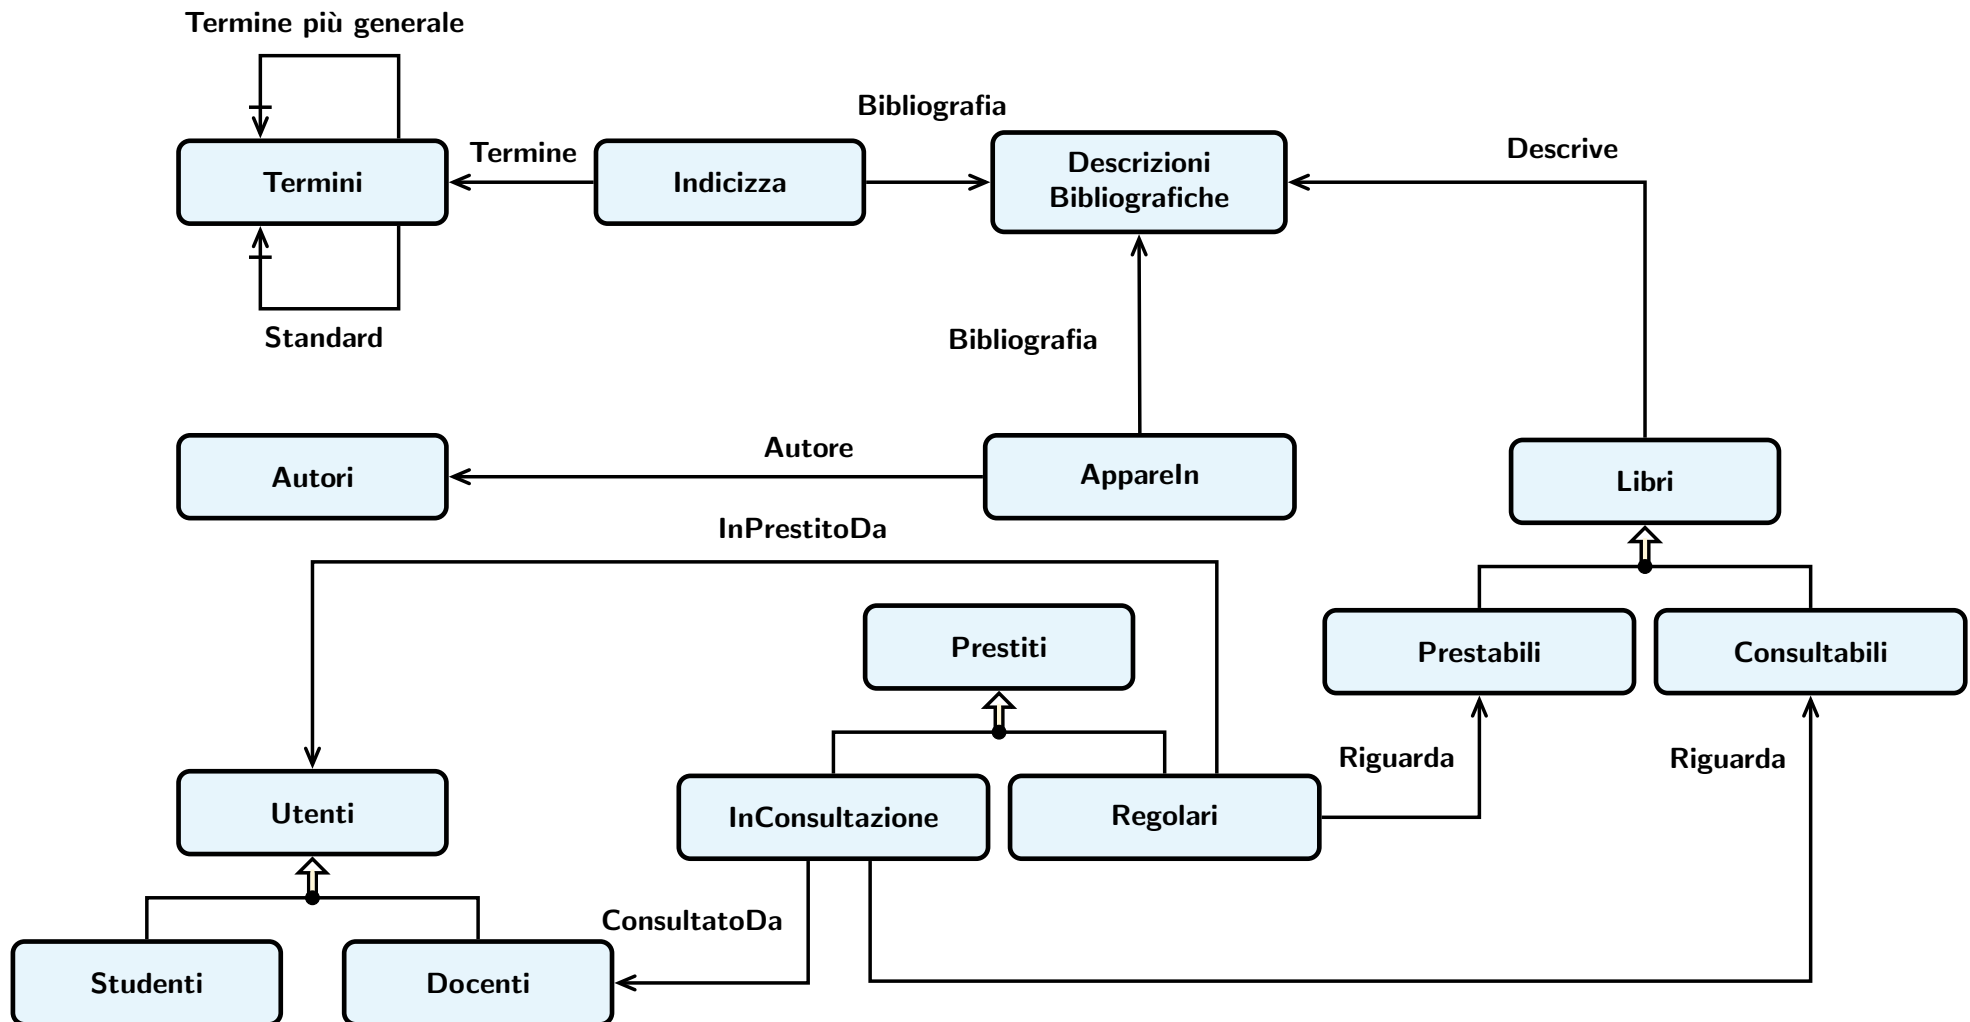 Termine più generale
Bibliografia
Termine
Descrive
Termini
Indicizza
Descrizioni
Bibliografiche
Standard
Bibliografia
Autore
Autori
AppareIn
Libri
InPrestitoDa
Prestiti
Prestabili
Consultabili
Riguarda
Riguarda
Utenti
InConsultazione
Regolari
ConsultatoDa
Studenti
Docenti